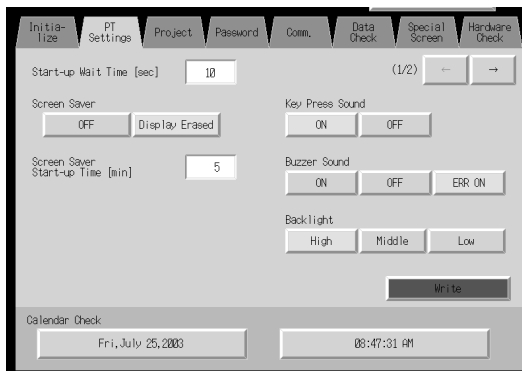 Initia-
lize
PT
Settings
Project
Password
Comm.
Data
Check
Special
Screen
Hardware
Check
Start-up Wait Time [sec]
10
(1/2)
←
→
Screen Saver
OFF
Display Erased
Key Press Sound
ON
OFF
Screen Saver
Start-up Time [min]
5
Buzzer Sound
ON
OFF
ERR ON
Backlight
High
Middle
Low
Write
Calendar Check
Fri,July 25,2003
08:47:31 AM